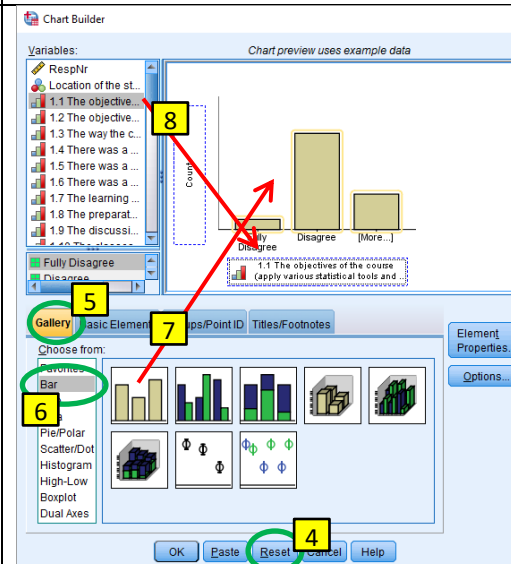 Chart Builder
Variables:
Chart preview uses example data
RespNr
Location of the st...
1.1 The objective...
1.2 The objective...
1.3 The way the c...
1.4 There was a ...
1.5 There was a ...
1.6 There was a ...
1.7 The learning ...
1.8 The preparat...
1.9 The discussi...
8
Count
Fully Disagree
Disagree
[More...]
1.1 The objectives of the course
(apply various statistical tools and ..
Fully Disagree
Disagree
5
7
Gallery
Titles/Footnotes
Choose from:
Favorites
Bar
6
Pie/Polar
Scatter/Dot
Histogram
High-Low
Boxplot
Dual Axes
Element
Properties.
Options...
4
OK
Paste
Reset
Cancel
Help